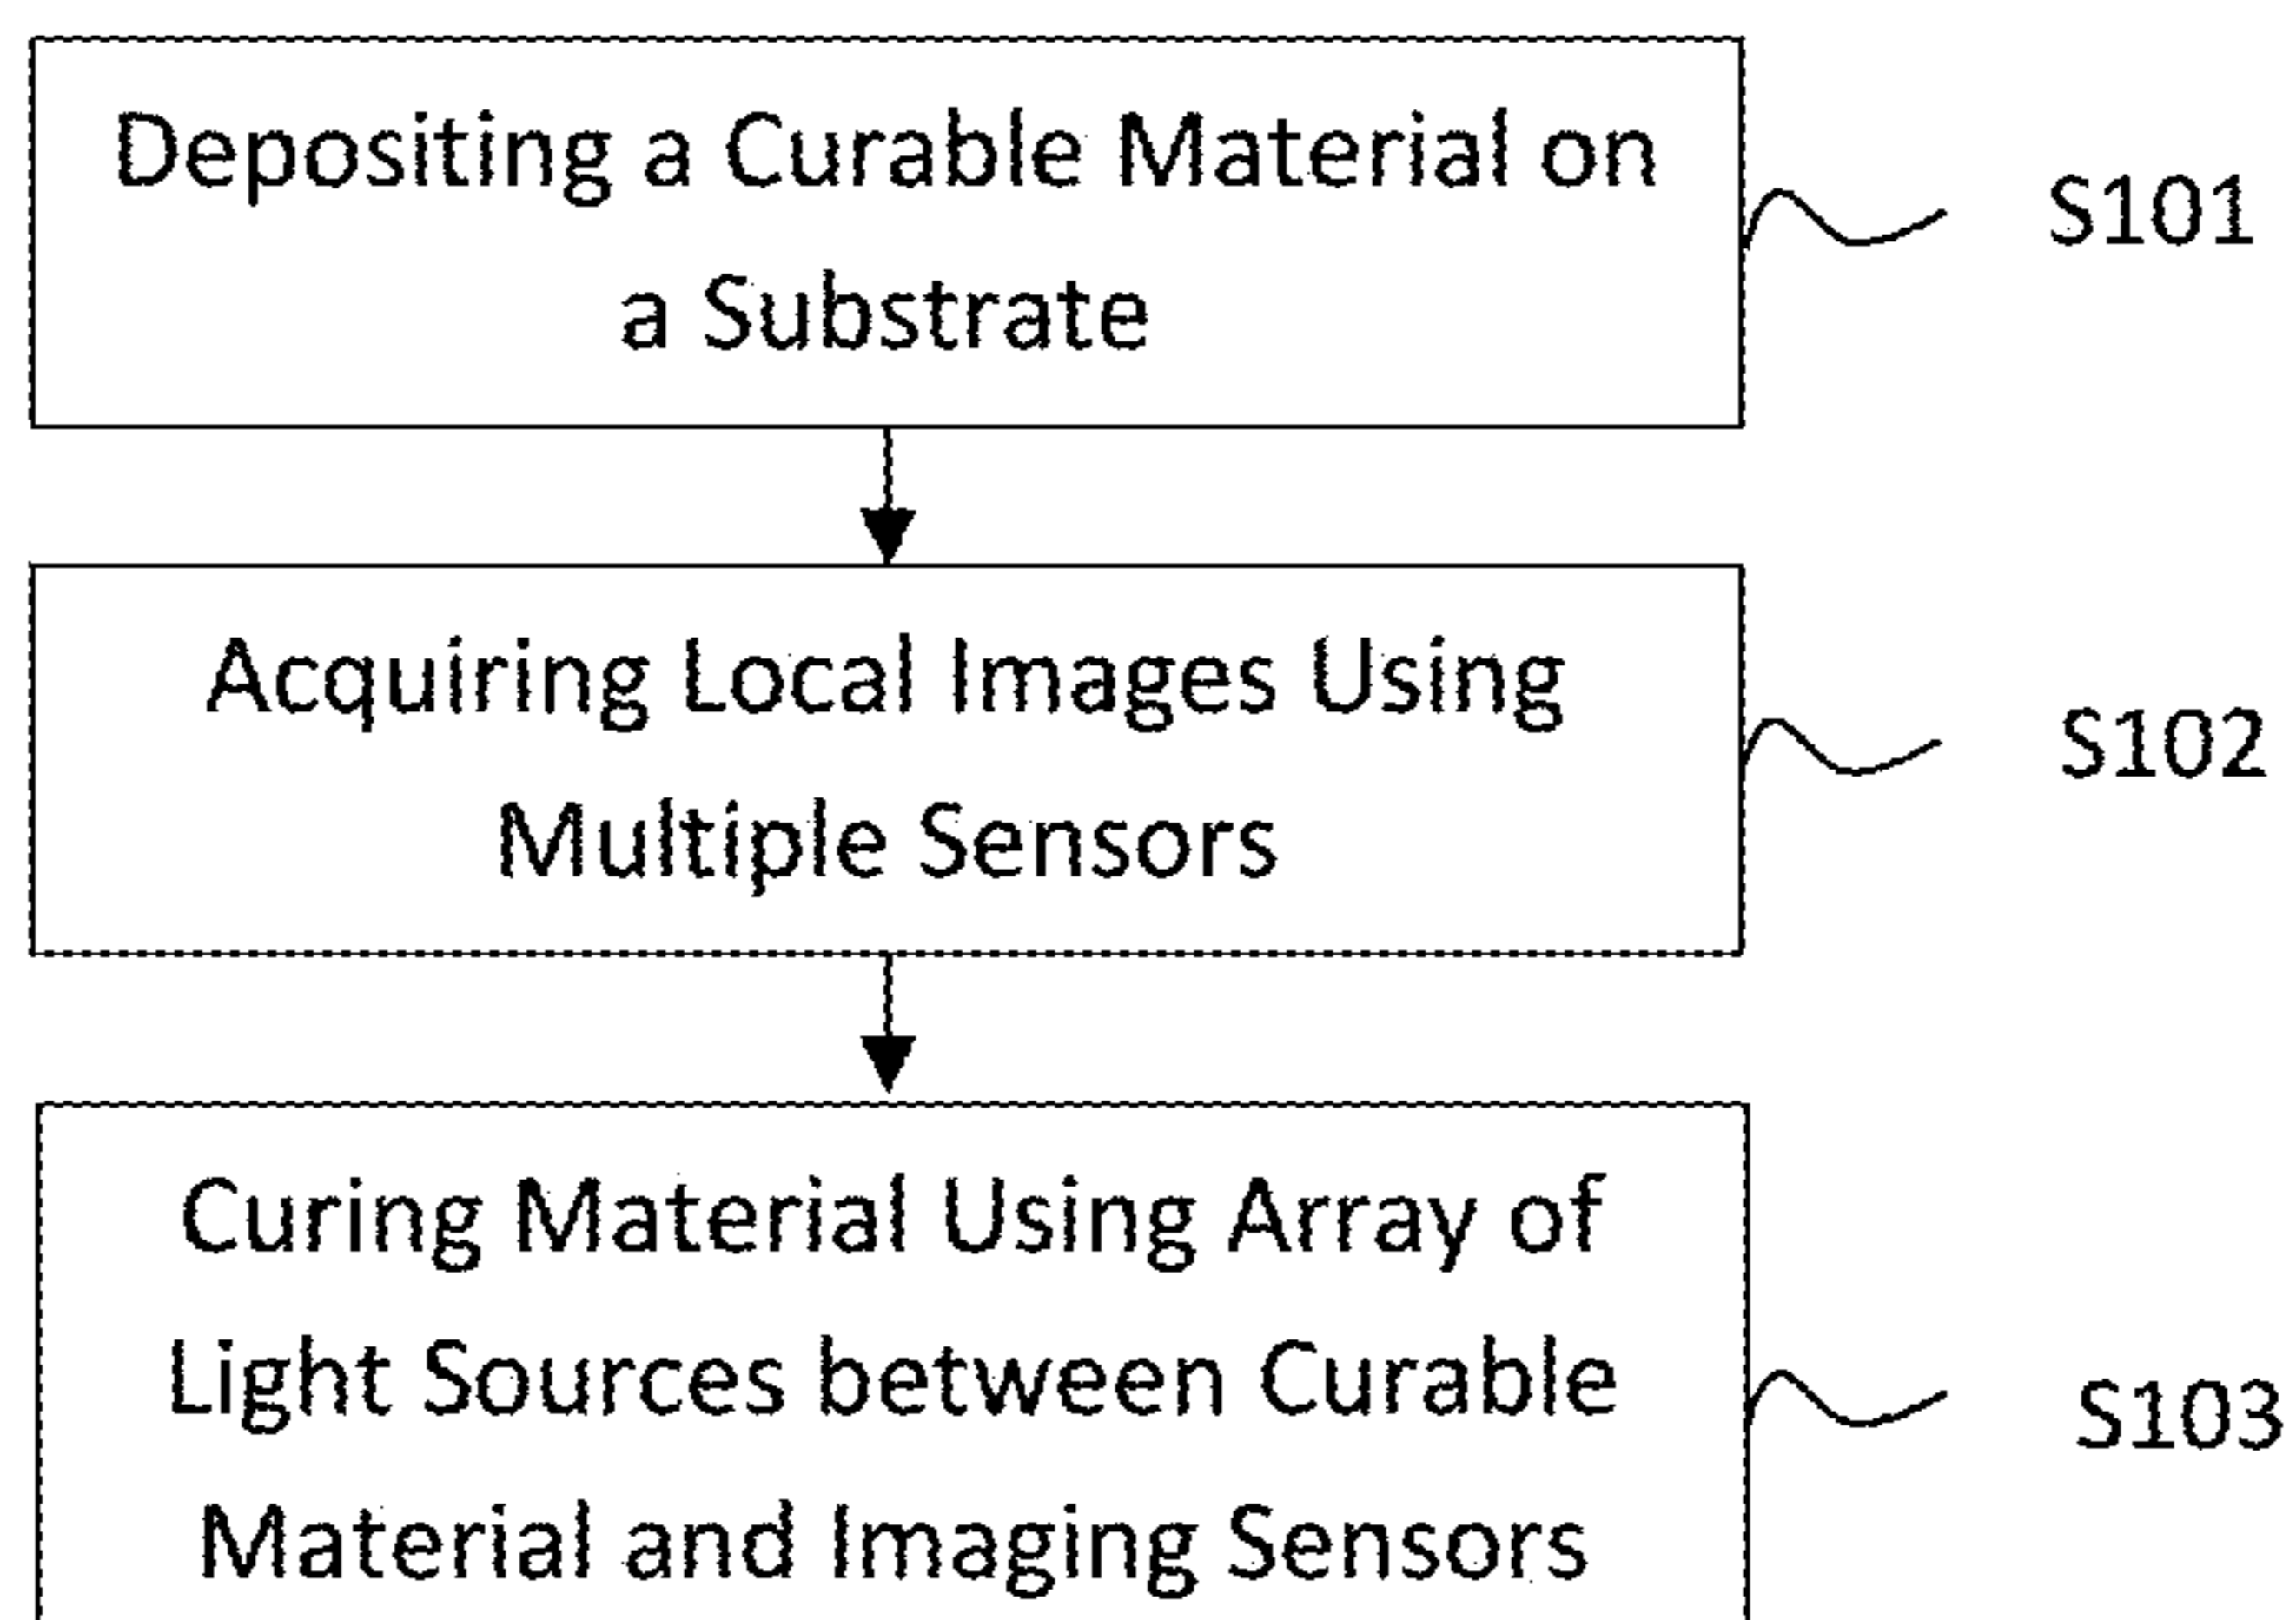 Depositing a Curable Material on
a Substrate
S101
Acquiring Local Images Using
Multiple Sensors
S102
Curing Material Using Array of
Light Sources between Curable
Material and Imaging Sensors
S103